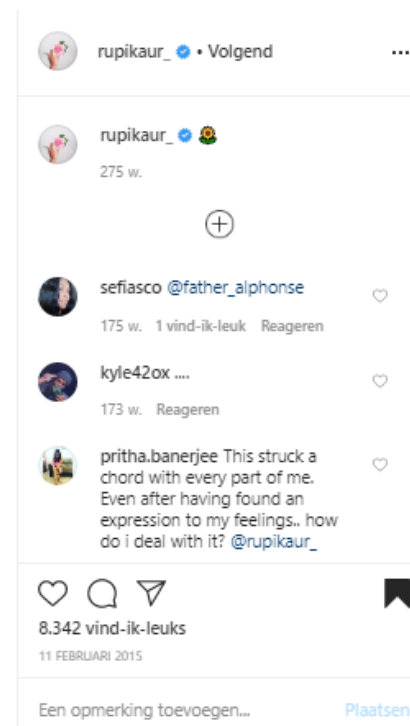 rupikaur_ • Volgend
rupikaur_ 🌻
275 w.
sefiasco @father_alphonse
175 w. 1 vind-ik-leuk Reageren
kyle42ox ....
173 w. Reageren
pritha.banerjee This struck a
chord with every part of me.
Even after having found an
expression to my feelings.. how
do i deal with it? @rupikaur_
8.342 vind-ik-leuks
11 FEBRUARI 2015
Een opmerking toevoegen...
Plaatsen